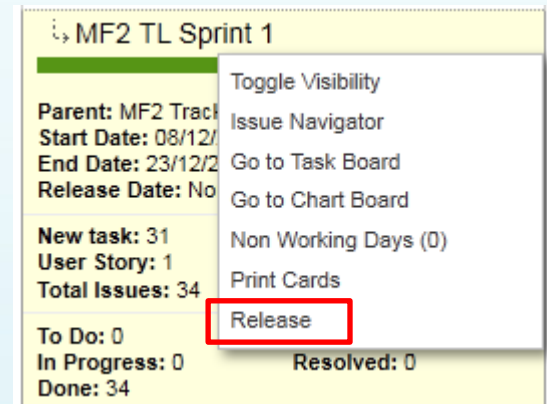 MF2 TL Sprint 1
Parent: MF2 Track
Start Date: 08/12/
End Date: 23/12/2
Release Date: No
New task: 31
User Story: 1
Total Issues: 34
To Do: 0
In Progress: 0 Resolved: 0
Done: 34
Toggle Visibility
Issue Navigator
Go to Task Board
Go to Chart Board
Non Working Days (0)
Print Cards
Release